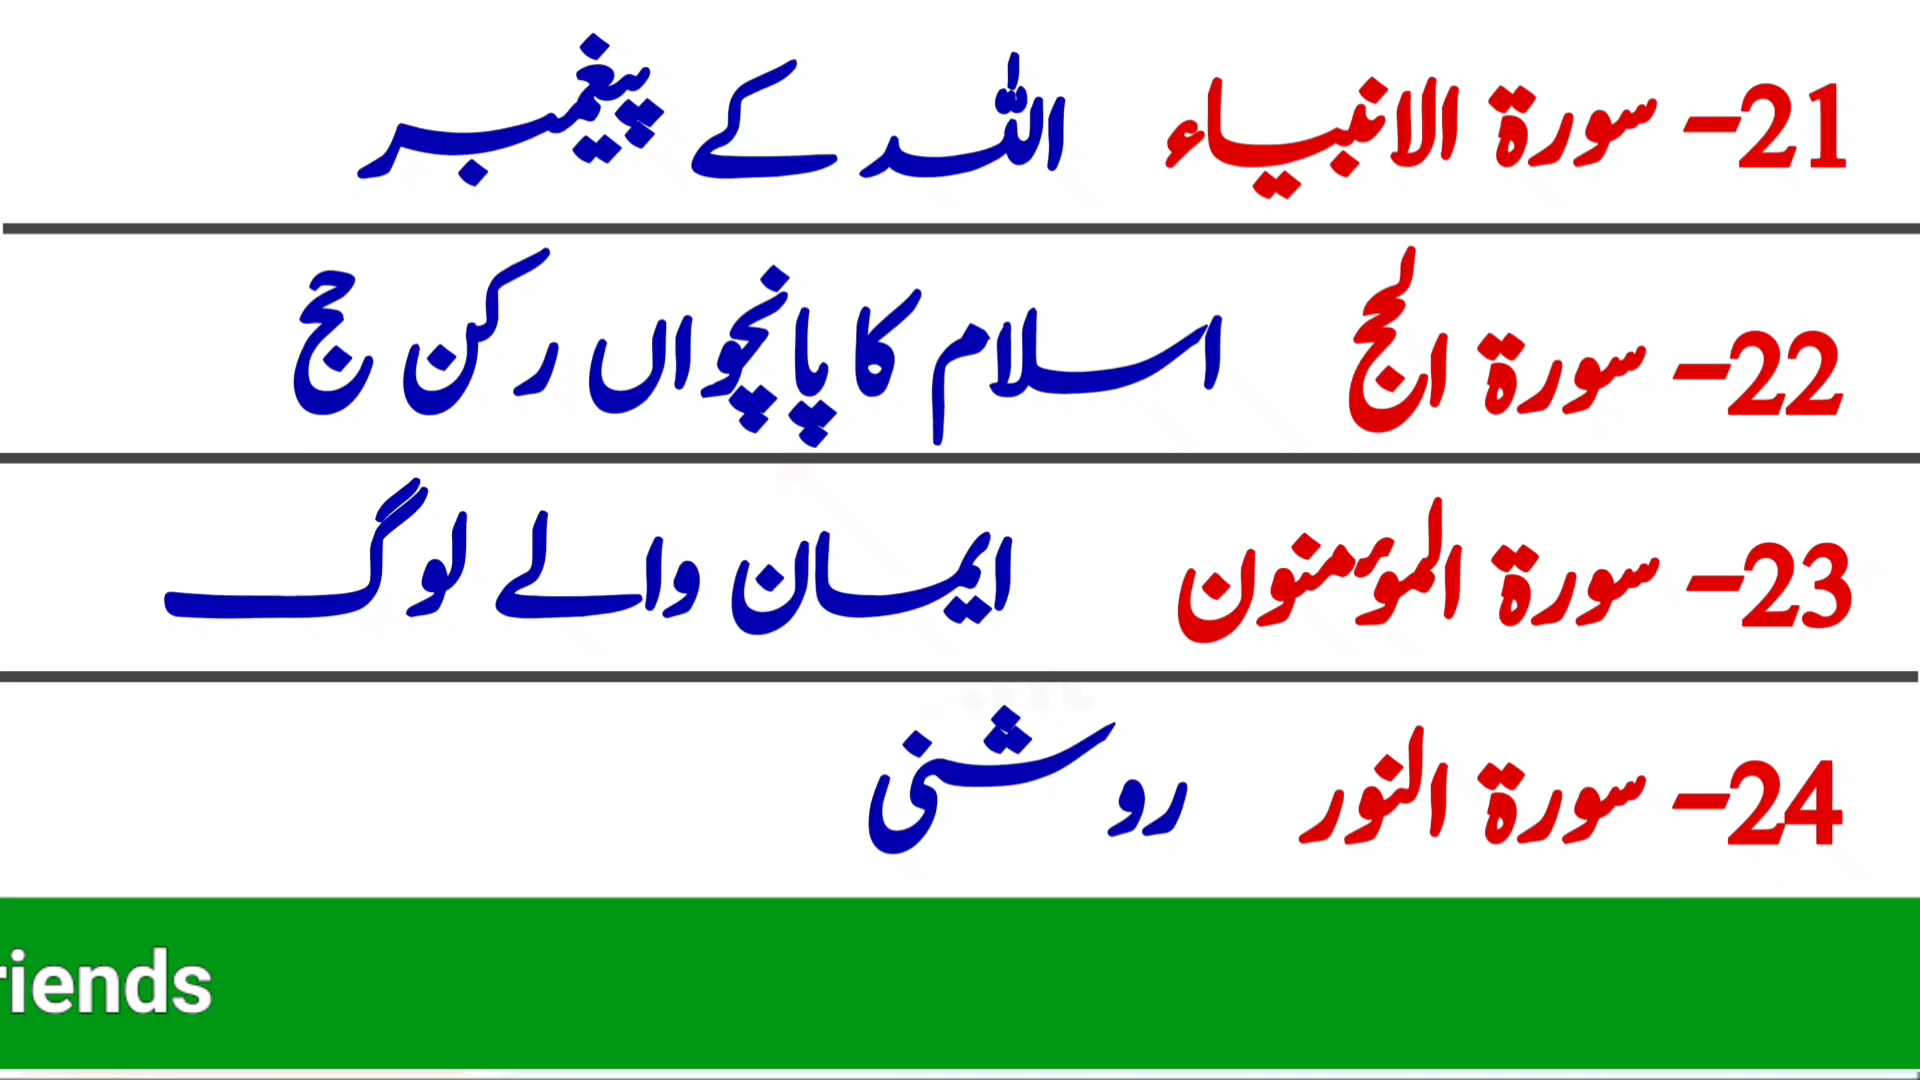 21- سورۃ الانبیاء اللہ کے پیغمبر
22- سورۃ الحج اسلام کا پانچواں رکن حج
23- سورۃ المؤمنون ایمان والے لوگ
24- سورۃ النور روشنی
riends